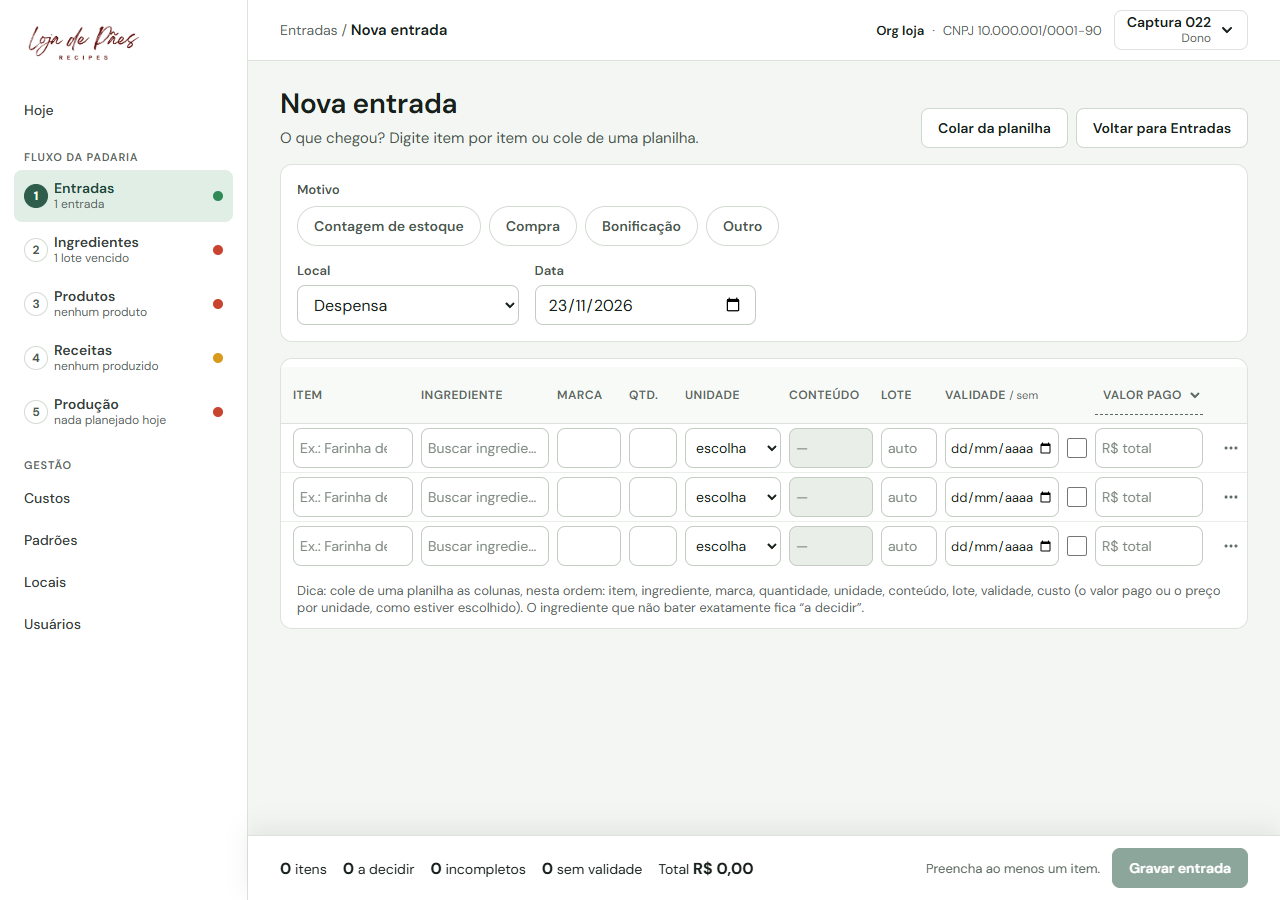 Loja de Pães
RECIPES
Hoje
FLUXO DA PADARIA
1 Entradas
1 entrada
2 Ingredientes
1 lote vencido
3 Produtos
nenhum produto
4 Receitas
nenhum produzido
5 Produção
nada planejado hoje
GESTÃO
Custos
Padrões
Locais
Usuários
Entradas / Nova entrada
Org loja · CNPJ 10.000.001/0001-90
Captura 022
Dono
Nova entrada
O que chegou? Digite item por item ou cole de uma planilha.
Colar da planilha
Voltar para Entradas
Motivo
Contagem de estoque
Compra
Bonificação
Outro
Local
Data
Despensa
23/11/2026
ITEM INGREDIENTE MARCA QTD. UNIDADE CONTEÚDO LOTE VALIDADE / sem VALOR PAGO
Ex.: Farinha de Buscar ingredie... escolha — auto dd/mm/aaaa R$ total ···
Ex.: Farinha de Buscar ingredie... escolha — auto dd/mm/aaaa R$ total ···
Ex.: Farinha de Buscar ingredie... escolha — auto dd/mm/aaaa R$ total ···
Dica: cole de uma planilha as colunas, nesta ordem: item, ingrediente, marca, quantidade, unidade, conteúdo, lote, validade, custo (o valor pago ou o preço
por unidade, como estiver escolhido). O ingrediente que não bater exatamente fica “a decidir”.
0 itens 0 a decidir 0 incompletos 0 sem validade Total R$ 0,00
Preencha ao menos um item.
Gravar entrada